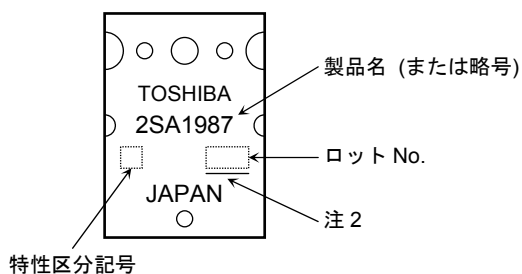 TOSHIBA
2SA1987
JAPAN
製品名 (または略号)
ロット No.
注 2
特性区分記号